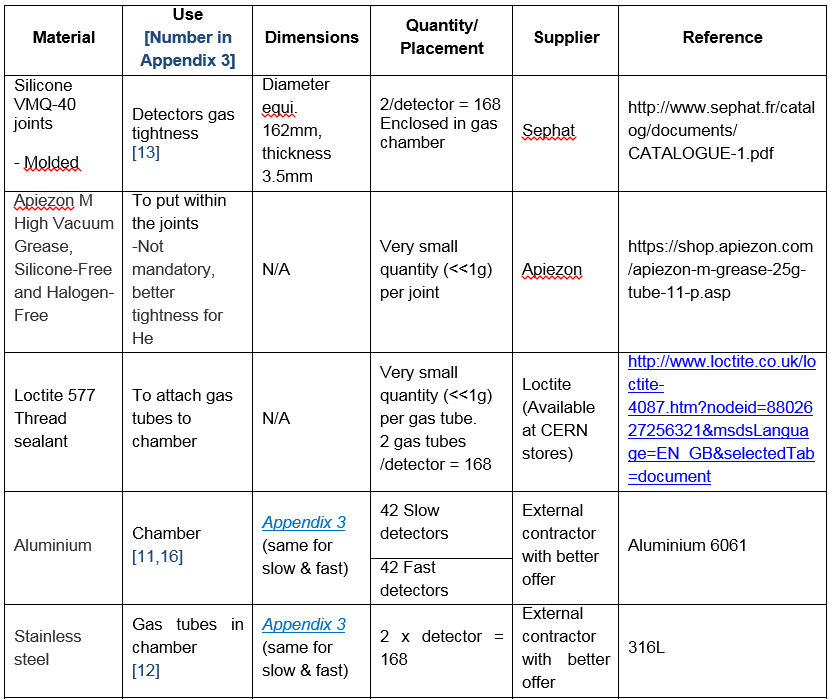 Material
Use
[Number in
Appendix 3]
Dimensions
Quantity/
Placement
Supplier
Reference
Silicone
VMQ-40
joints
- Molded
Detectors gas
tightness
[13]
Diameter
equi.
162mm,
thickness
3.5mm
2/detector = 168
Enclosed in gas
chamber
Sephat
http://www.sephat.fr/catal
og/documents/
CATALOGUE-1.pdf
Apiezon M
High Vacuum
Grease,
Silicone-Free
and Halogen-
Free
To put within
the joints
-Not
mandatory,
better
tightness for
He
N/A
Very small
quantity (<<1g)
per joint
Apiezon
https://shop.apiezon.com
/apiezon-m-grease-25g-
tube-11-p.asp
Loctite 577
Thread
sealant
To attach gas
tubes to
chamber
N/A
Very small
quantity (<<1g)
per gas tube.
2 gas tubes
/detector = 168
Loctite
(Available
at CERN
stores)
http://www.loctite.co.uk/lo
ctite-
4087.htm?nodeid=88026
27256321&msdsLangua
ge=EN_GB&selectedTab
=document
Aluminium
Chamber
[11,16]
Appendix 3
(same for
slow & fast)
42 Slow
detectors
42 Fast
detectors
External
contractor
with better
offer
Aluminium 6061
Stainless
steel
Gas tubes in
chamber
[12]
Appendix 3
(same for
slow & fast)
2 x detector =
168
External
contractor
with better
offer
316L